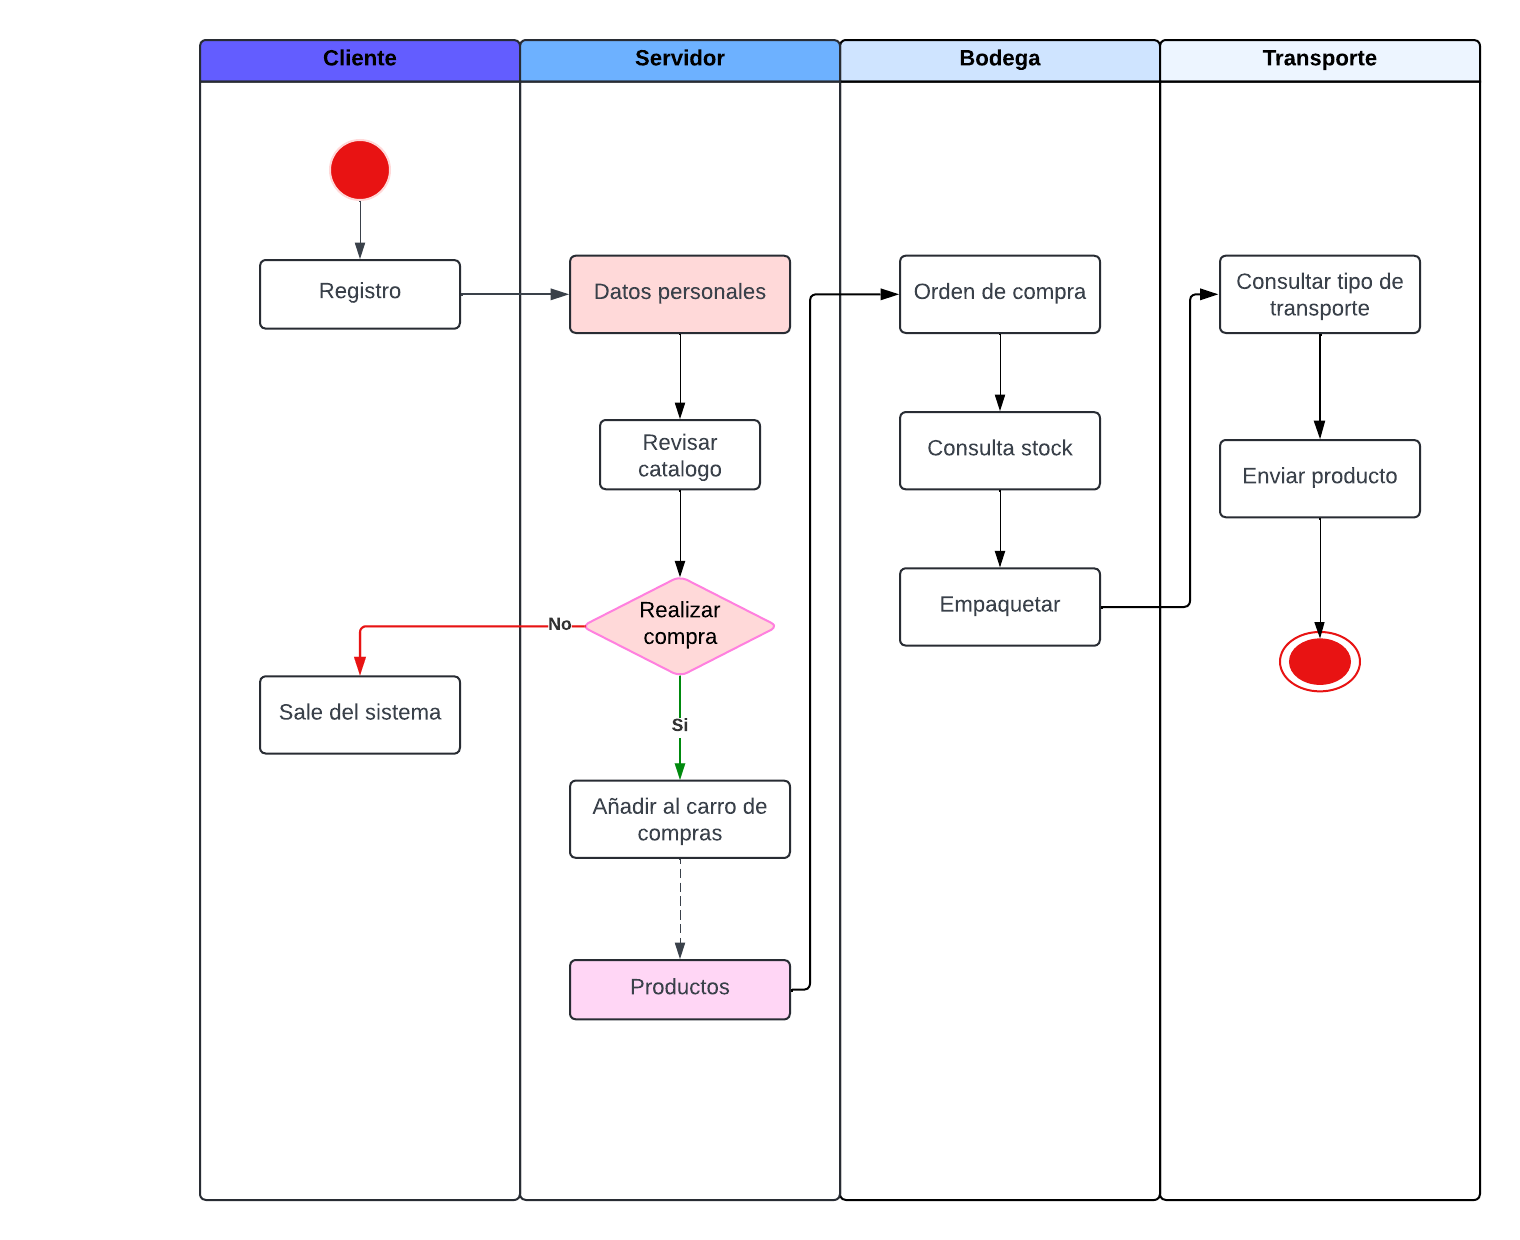 Cliente
Servidor
Bodega
Transporte
Registro
Datos personales
Orden de compra
Consultar tipo de
transporte
Revisar
catalogo
Consulta stock
Enviar producto
Realizar
compra
No
Empaquetar
Sale del sistema
Si
Añadir al carro de
compras
Productos